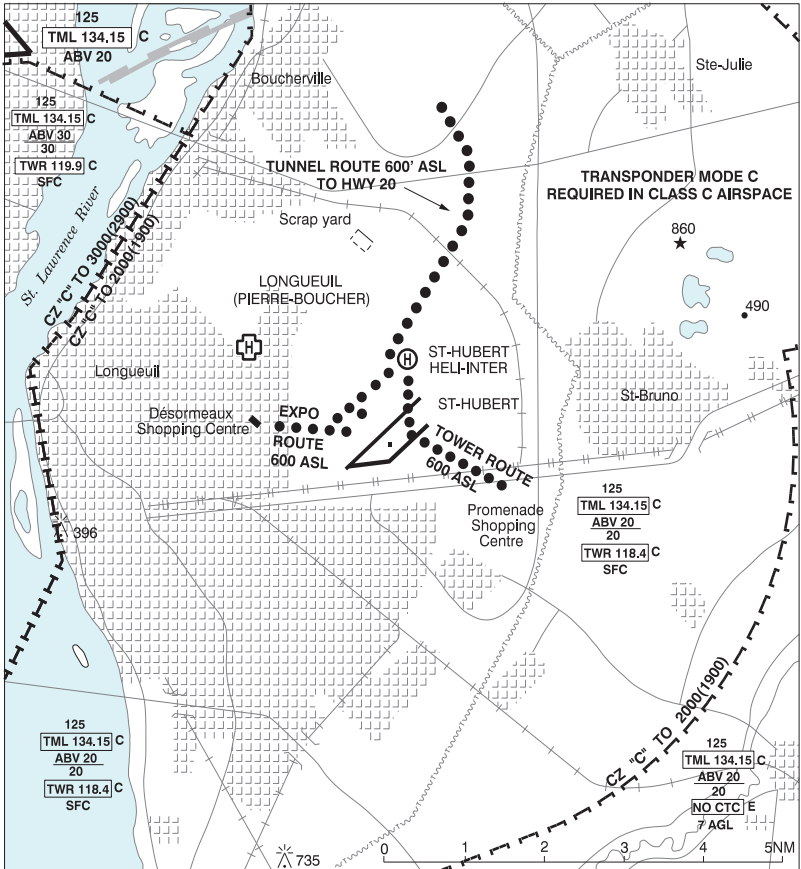 125
TML 134.15 C
ABV 20
Boucherville
Ste-Julie
125
TML 134.15 C
ABV 30
30
TWR 119.9 C
SFC
TUNNEL ROUTE 600' ASL
TO HWY 20
TRANSPONDER MODE C
REQUIRED IN CLASS C AIRSPACE
St. Lawrence River
CZ "C" TO 3000(2900)
CZ "C" TO 2000(1900)
Scrap yard
860
490
LONGUEUIL
(PIERRE-BOUCHER)
H
H
ST-HUBERT
HELI-INTER
Longueuil
ST-HUBERT
St-Bruno
Désormeaux
Shopping Centre
EXPO
ROUTE
600 ASL
TOWER ROUTE
600 ASL
Promenade
Shopping
Centre
125
TML 134.15 C
ABV 20
20
TWR 118.4 C
SFC
396
CZ "C" TO 2000(1900)
125
TML 134.15 C
ABV 20
20
TWR 118.4 C
SFC
125
TML 134.15 C
ABV 20
20
NO CTC E
7 AGL
735
0 1 2 3 4 5NM